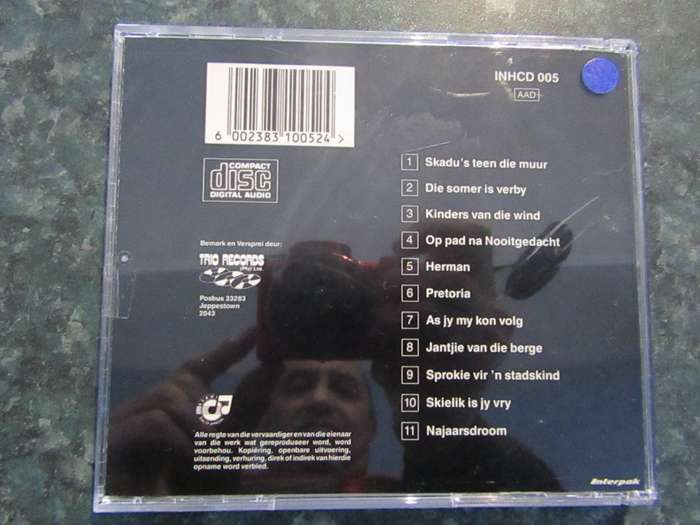 INHCD 005
AAD
6 002383 100524 >
COMPACT
disc
DIGITAL AUDIO
Bemark en Versprei deur:
TRIO RECORDS
(Pty) Ltd.
Posbus 33283
Jeppestown
2043
1 Skadu's teen die muur
2 Die somer is verby
3 Kinders van die wind
4 Op pad na Nooitgedacht
5 Herman
6 Pretoria
7 As jy my kon volg
8 Jantjie van die berge
9 Sprokie vir 'n stadskind
10 Skielik is jy vry
11 Najaarsdroom
Alle regte van die vervaardiger en van die eienaar
van die werk wat gereproduseer word, word
voorbehou. Kopiëring, openbare uitvoering,
uitsending, verhuring, direk of indirek van hierdie
opname word verbied.
Interpak